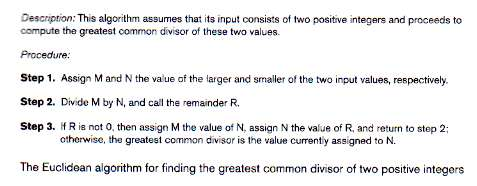 Description: This algorithm assumes that its input consists of two positive integers and proceeds to
compute the greatest common divisor of these two values.
Procedure:
Step 1. Assign M and N the value of the larger and smaller of the two input values, respectively.
Step 2. Divide M by N, and call the remainder R.
Step 3. If R is not 0, then assign M the value of N, assign N the value of R, and return to step 2;
otherwise, the greatest common divisor is the value currently assigned to N.
The Euclidean algorithm for finding the greatest common divisor of two positive integers